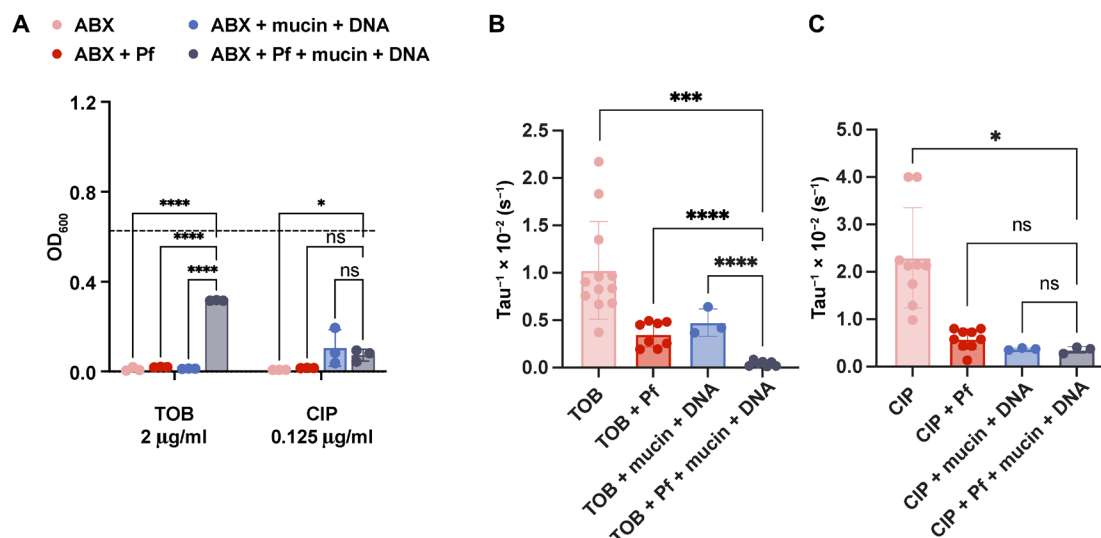 A
ABX
ABX + mucin + DNA
ABX + Pf
ABX + Pf + mucin + DNA
1.2
0.8
0.4
0.0
OD600
****
****
****
*
ns
ns
TOB
2 μg/ml
CIP
0.125 μg/ml
B
***
****
****
2.5
2.0
1.5
1.0
0.5
0.0
Tau⁻¹ × 10⁻² (s⁻¹)
TOB
TOB + Pf
TOB + mucin + DNA
TOB + Pf + mucin + DNA
C
*
ns
ns
5.0
4.0
3.0
2.0
1.0
0.0
Tau⁻¹ × 10⁻² (s⁻¹)
CIP
CIP + Pf
CIP + mucin + DNA
CIP + Pf + mucin + DNA